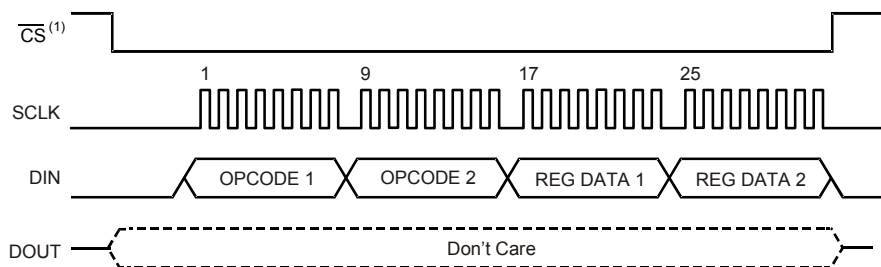 CS (1)
1 9 17 25
SCLK
DIN OPCODE 1 OPCODE 2 REG DATA 1 REG DATA 2
DOUT Don't Care